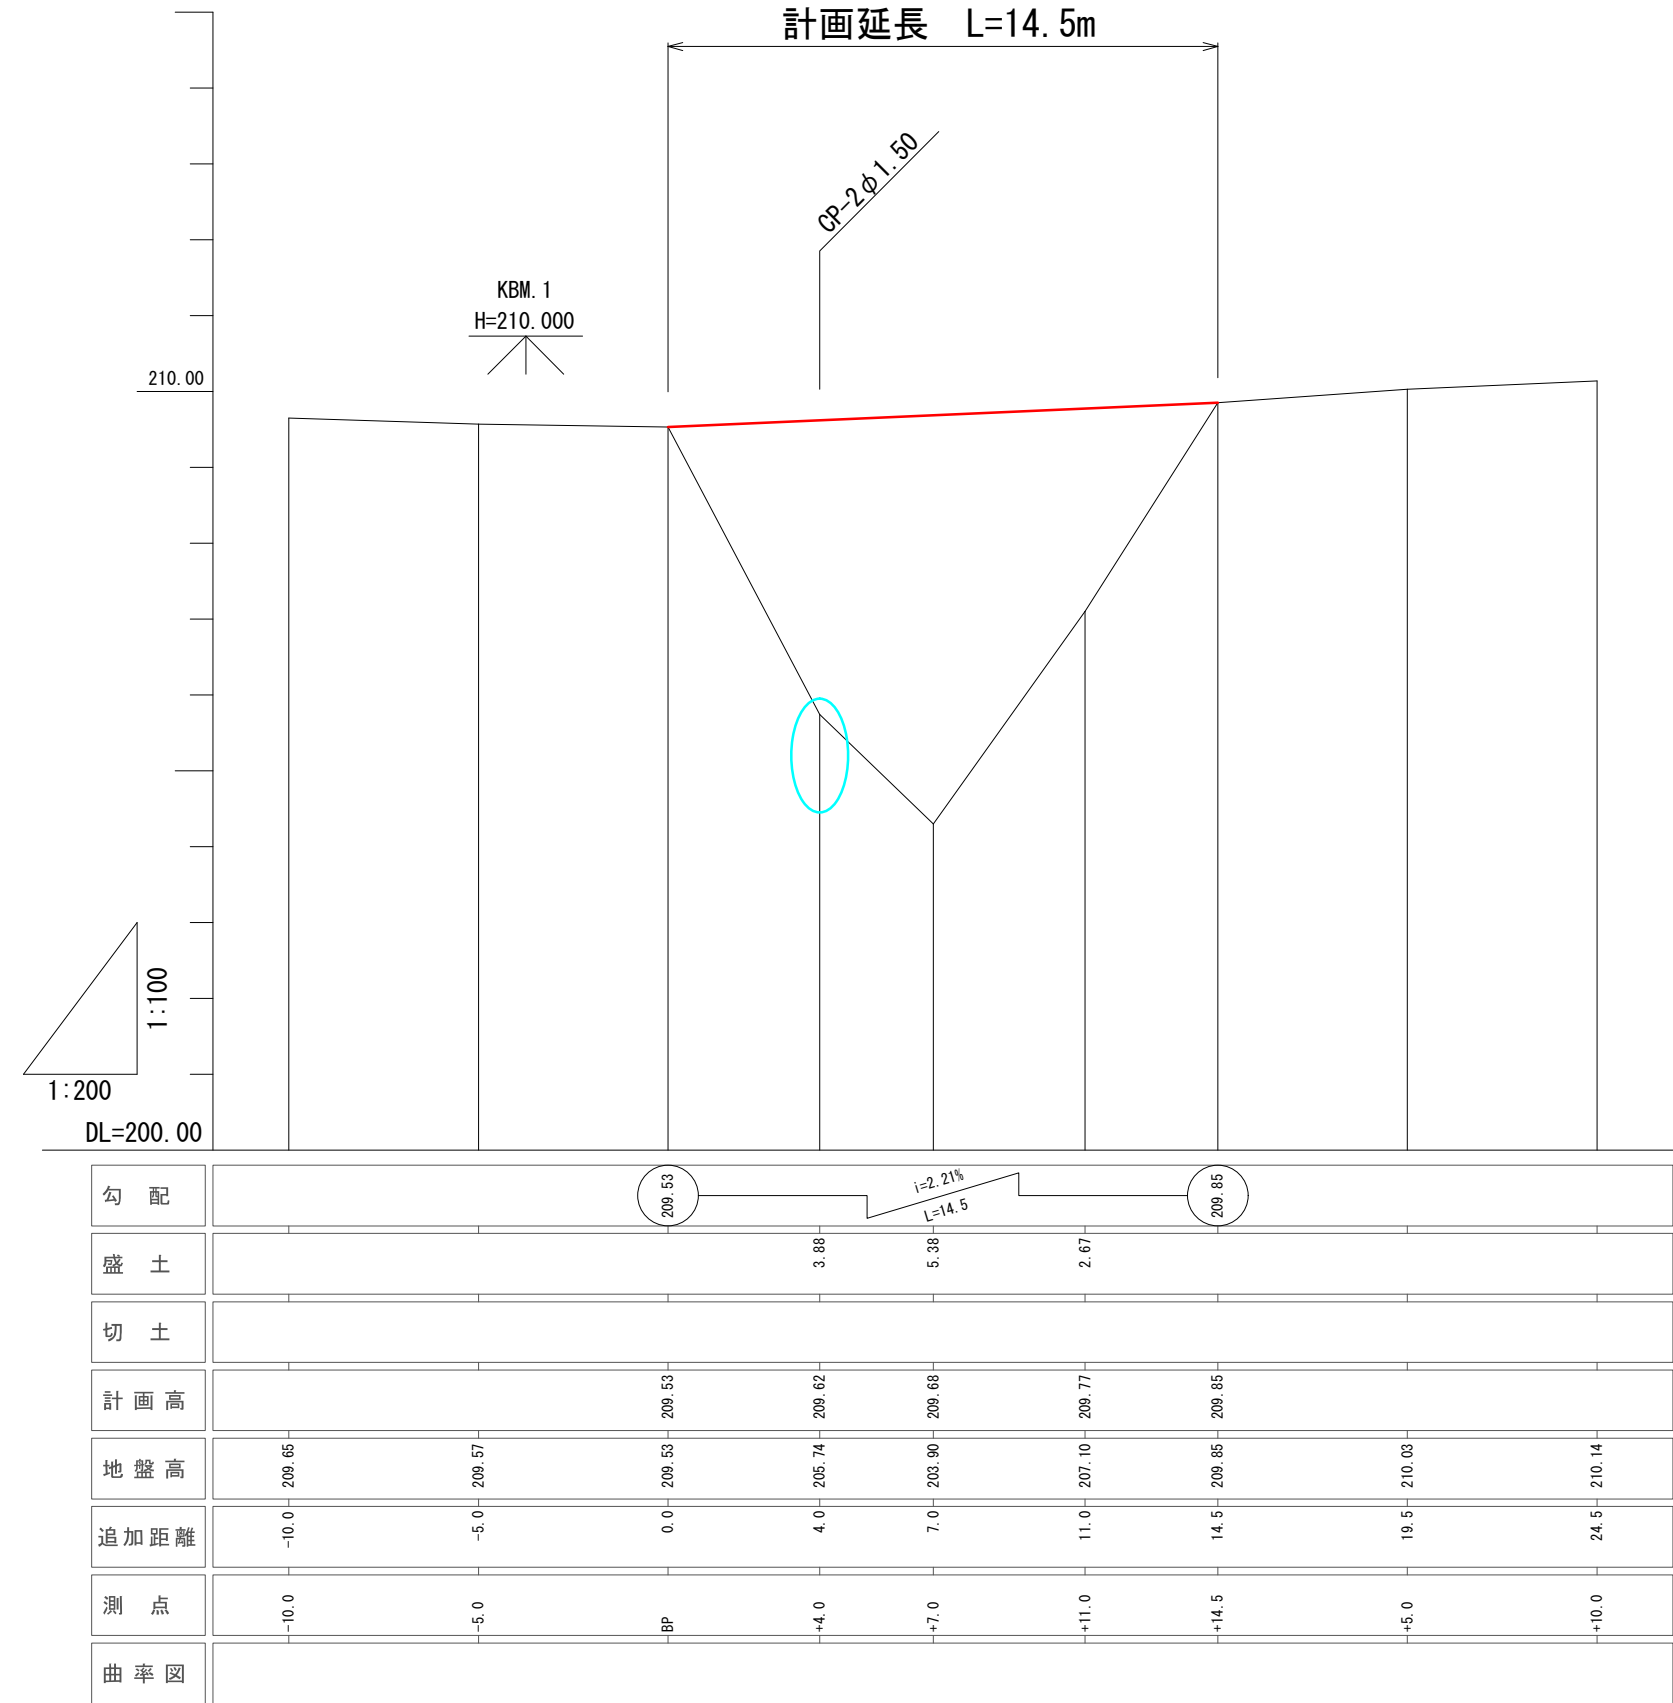 計画延長　L=14.5m
CP-2φ1.50
KBM.1
H=210.000
210.00
1:100
1:200
DL=200.00
勾　配
209.53
i=2.21%
L=14.5
209.85
盛　土
3.88 5.38 2.67
切　土
計画高
209.53 209.62 209.68 209.77 209.85
地盤高
209.65 209.57 209.53 205.74 203.90 207.10 209.85 210.03 210.14
追加距離
-10.0 -5.0 0.0 4.0 7.0 11.0 14.5 19.5 24.5
測　点
-10.0 -5.0 BP +4.0 +7.0 +11.0 +14.5 +5.0 +10.0
曲率図